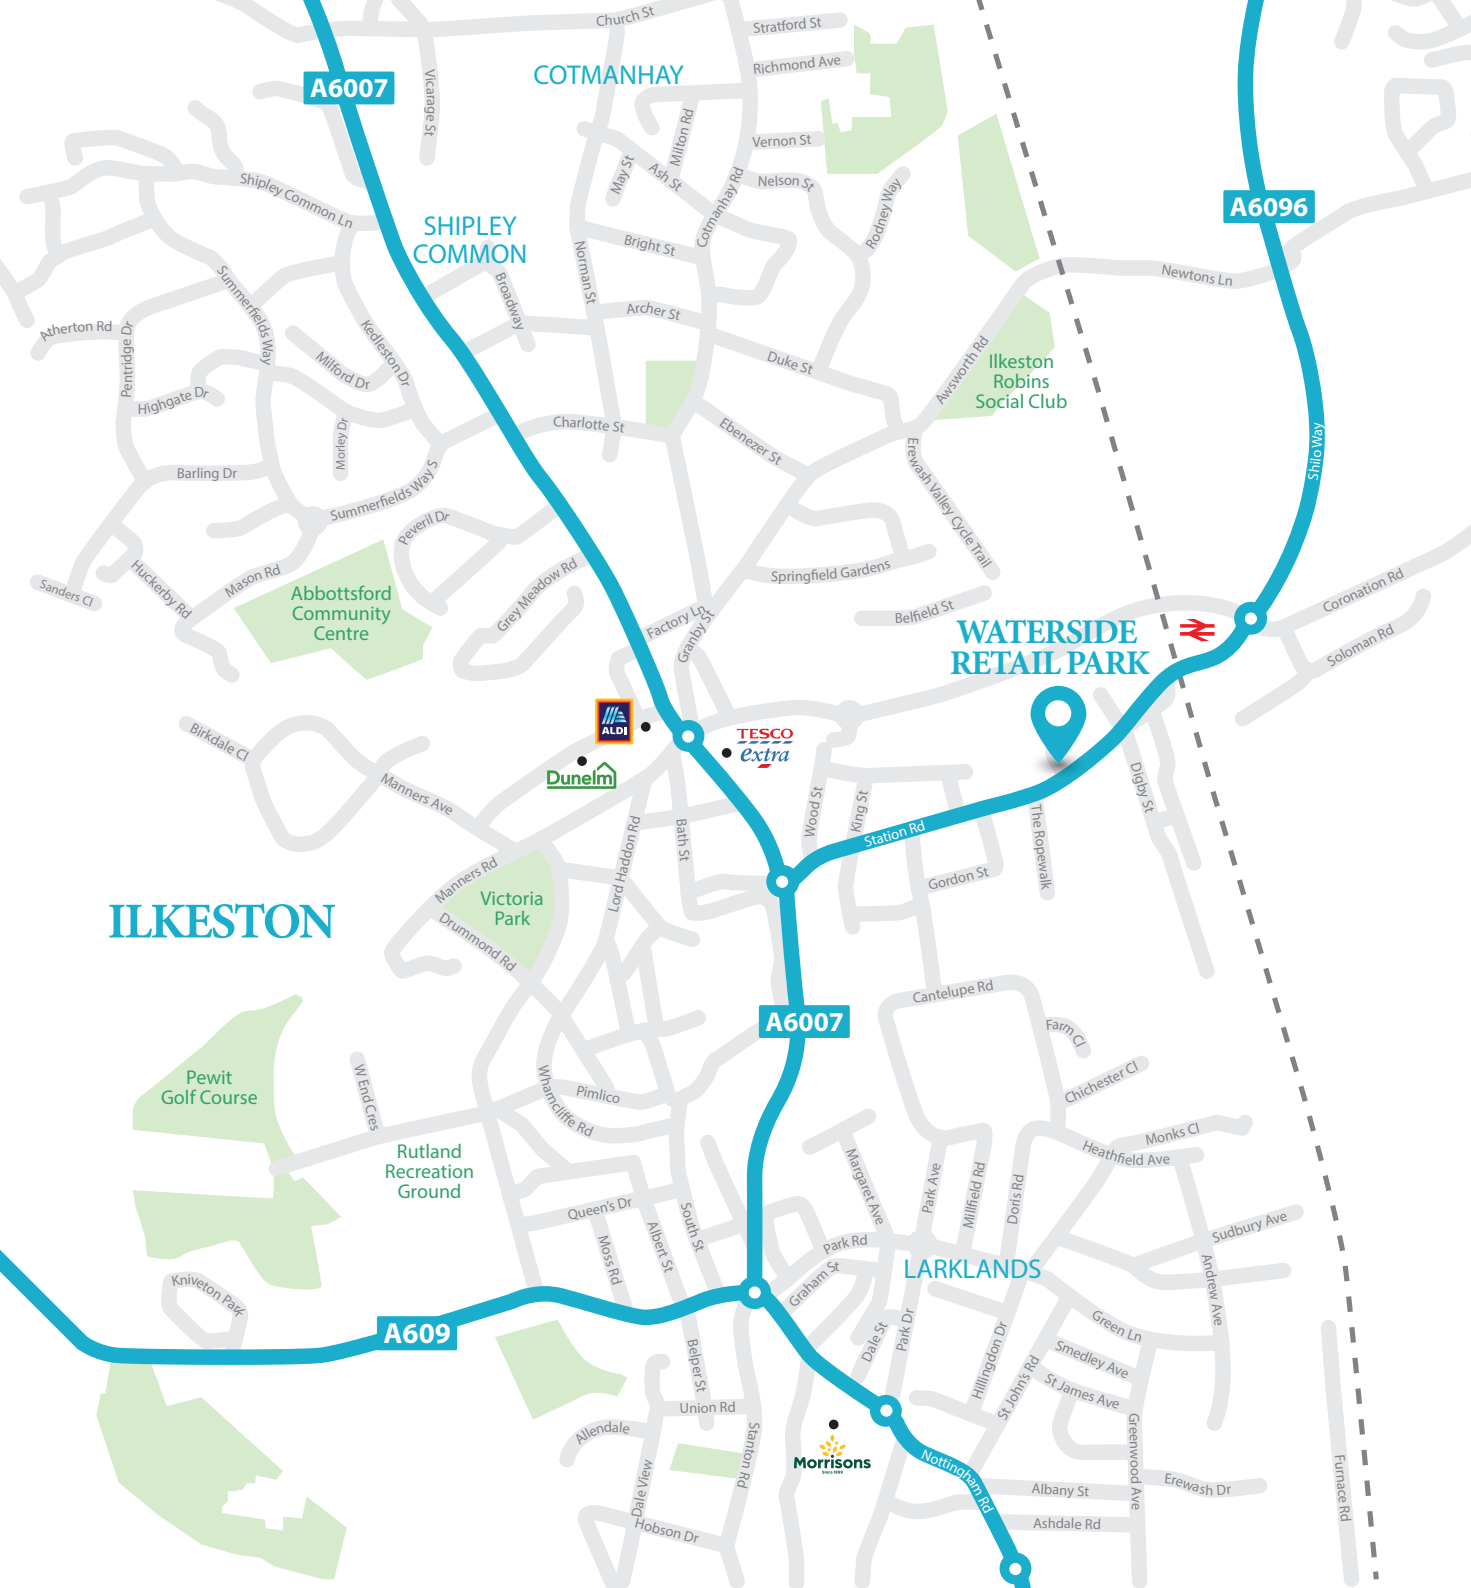 Church St
Stratford St
COTMANHAY
Richmond Ave
A6007
Vicarage St
Milton Rd
Vernon St
May St
Ash St
Nelson St
Shipley Common Ln
Cotmanhay Rd
Rodney Way
A6096
SHIPLEY
COMMON
Bright St
Norman St
Newtons Ln
Summerfields Way
Broadway
Archer St
Atherton Rd
Pentridge Dr
Kedleston Dr
Milford Dr
Duke St
Awsworth Rd
Ilkeston
Robins
Social Club
Highgate Dr
Morley Dr
Charlotte St
Ebenezer St
Shilo Way
Barling Dr
Summerfields Way S
Erewash Valley Cycle Trail
Peveril Dr
Huckerby Rd
Mason Rd
Sanders Cl
Grey Meadow Rd
Springfield Gardens
Coronation Rd
Abbottsford
Community
Centre
Factory Ln
Granby St
Belfield St
WATERSIDE
RETAIL PARK
Soloman Rd
Birkdale Cl
ALDI
TESCO
extra
Dunelm
Manners Ave
Digby St
Wood St
King St
Station Rd
The Ropewalk
Bath St
Lord Haddon Rd
Manners Rd
Gordon St
Victoria
Park
ILKESTON
Drummond Rd
Cantelupe Rd
A6007
Farm Cl
Pewit
Golf Course
W End Cres
Pimlico
Wharncliffe Rd
Chichester Cl
Rutland
Recreation
Ground
Monks Cl
Heathfield Ave
Margaret Ave
Park Ave
Millfield Rd
Doris Rd
Queen's Dr
South St
Albert St
Moss Rd
Park Rd
Sudbury Ave
LARKLANDS
Graham St
Kniveton Park
Andrew Ave
A609
Dale St
Park Dr
Green Ln
Hillingdon Dr
Smedley Ave
Belper St
St John's Rd
St James Ave
Union Rd
Allendale
Stanton Rd
Morrisons
Since 1899
Greenwood Ave
Nottingham Rd
Dale View
Albany St
Erewash Dr
Furnace Rd
Hobson Dr
Ashdale Rd